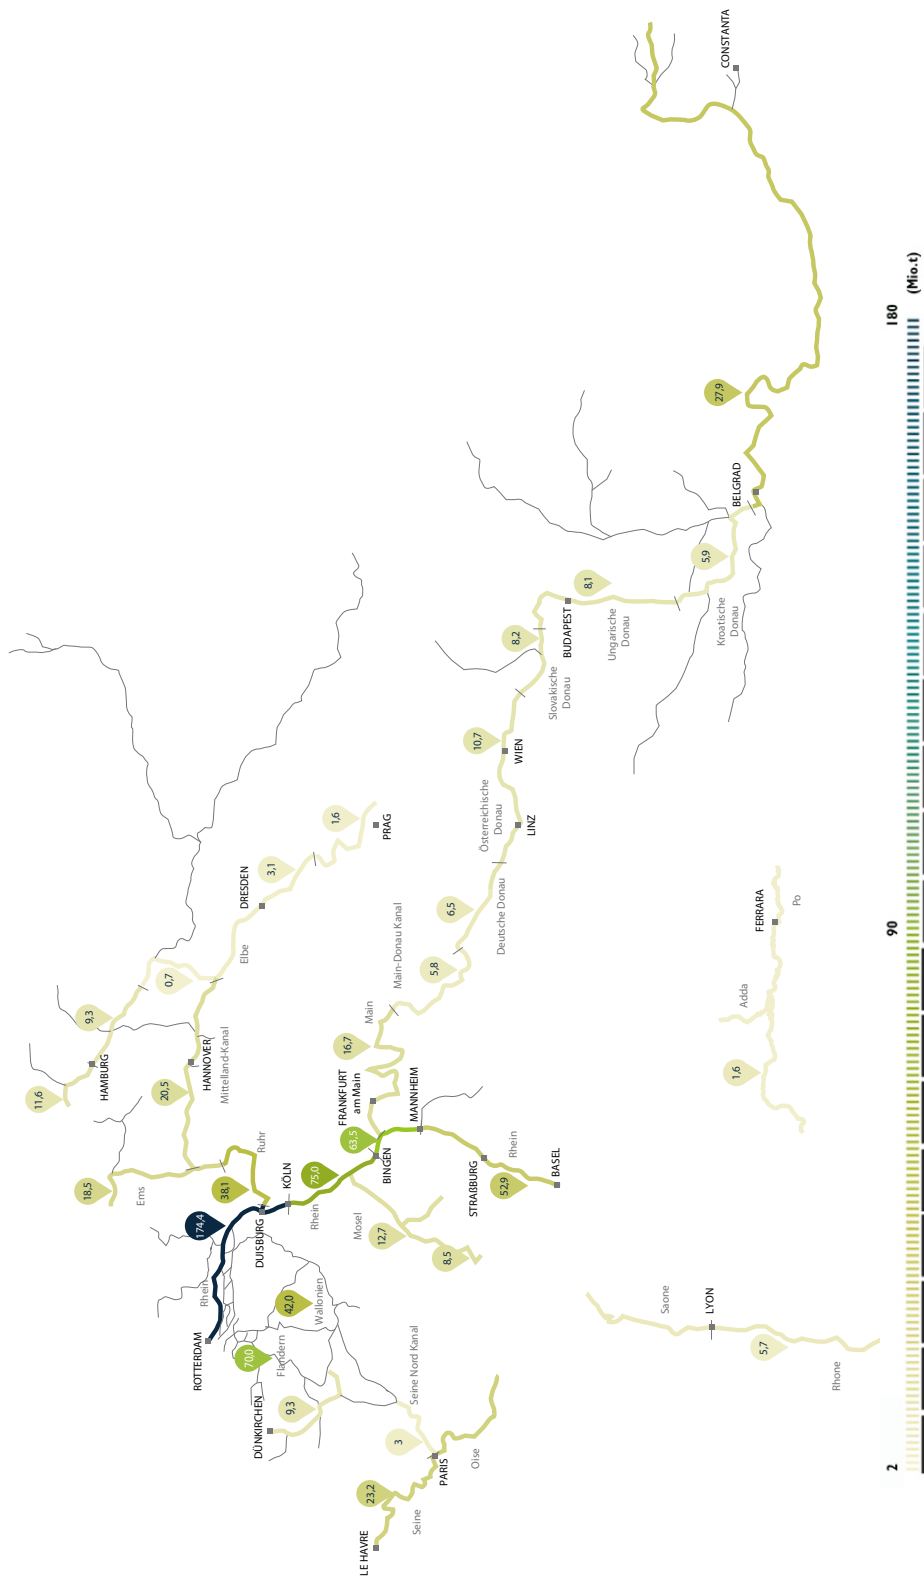 11,6
HAMBURG
9,3
0,7
HANNOVER
Mittelland-Kanal
20,5
18,5
Ems
Ruhr
38,1
Elbe
DRESDEN
3,1
1,6
PRAG
ROTTERDAM
Rhein
174,4
DUISBURG
KÖLN
Rhein
75,0
63,5
BINGEN
FRANKFURT
am Main
MANNHEIM
Main
16,7
Main-Donau Kanal
5,8
6,5
Deutsche Donau
LINZ
Österreichische
Donau
WIEN
10,7
Slovakische
Donau
8,2
BUDAPEST
8,1
Ungarische
Donau
Kroatische
Donau
5,9
BELGRAD
27,9
CONSTANTA
Mosel
12,7
8,5
STRAßBURG
Rhein
52,9
BASEL
42,0
Wallonien
70,0
Flandern
DÜNKIRCHEN
9,3
Seine Nord Kanal
3
PARIS
Oise
23,2
Seine
LE HAVRE
Saone
LYON
5,7
Rhone
1,6
Adda
FERRARA
Po
2
90
180
(Mio.t)